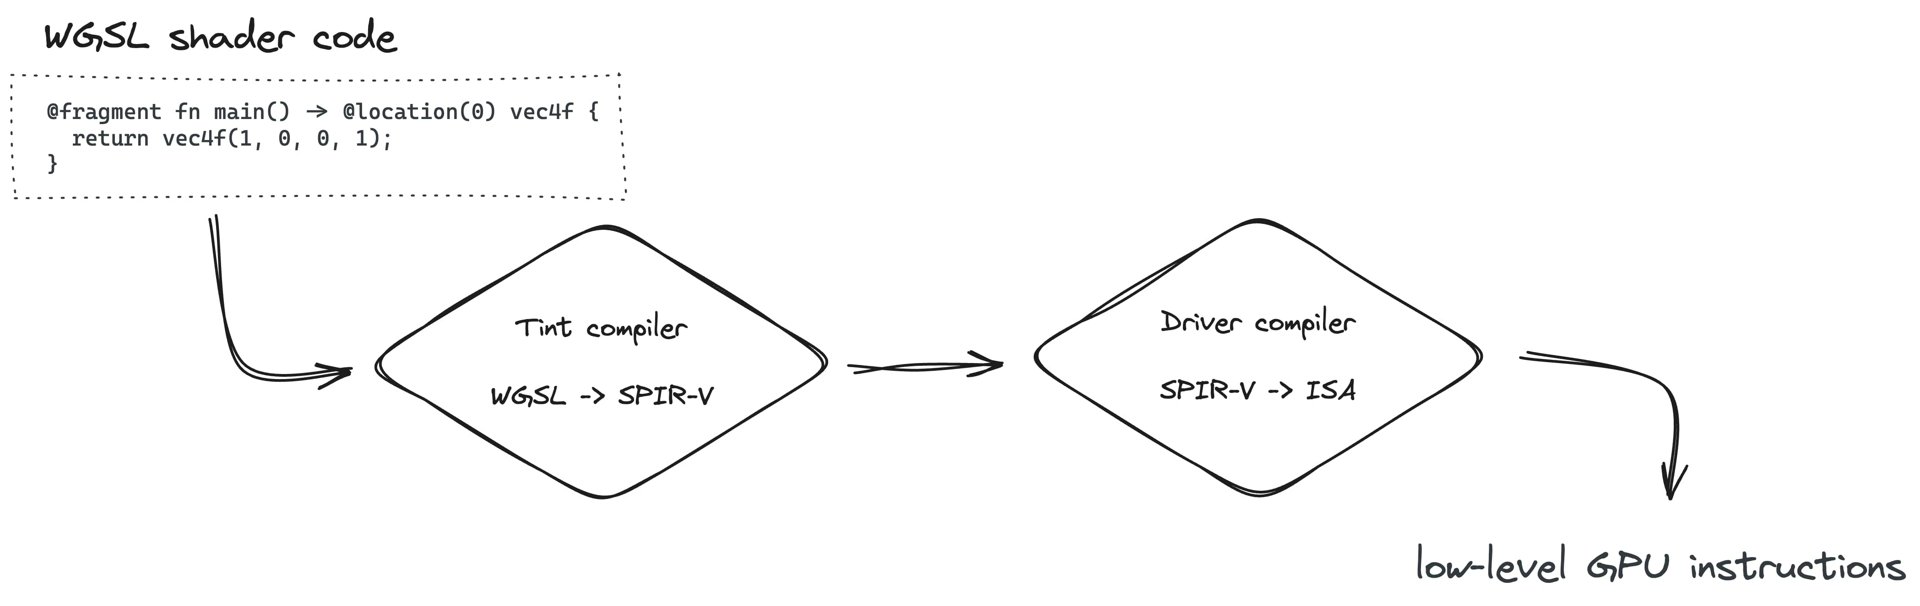 WGSL shader code
@fragment fn main() → @location(0) vec4f {
  return vec4f(1, 0, 0, 1);
}
Tint compiler
WGSL -> SPIR-V
Driver compiler
SPIR-V -> ISA
low-level GPU instructions